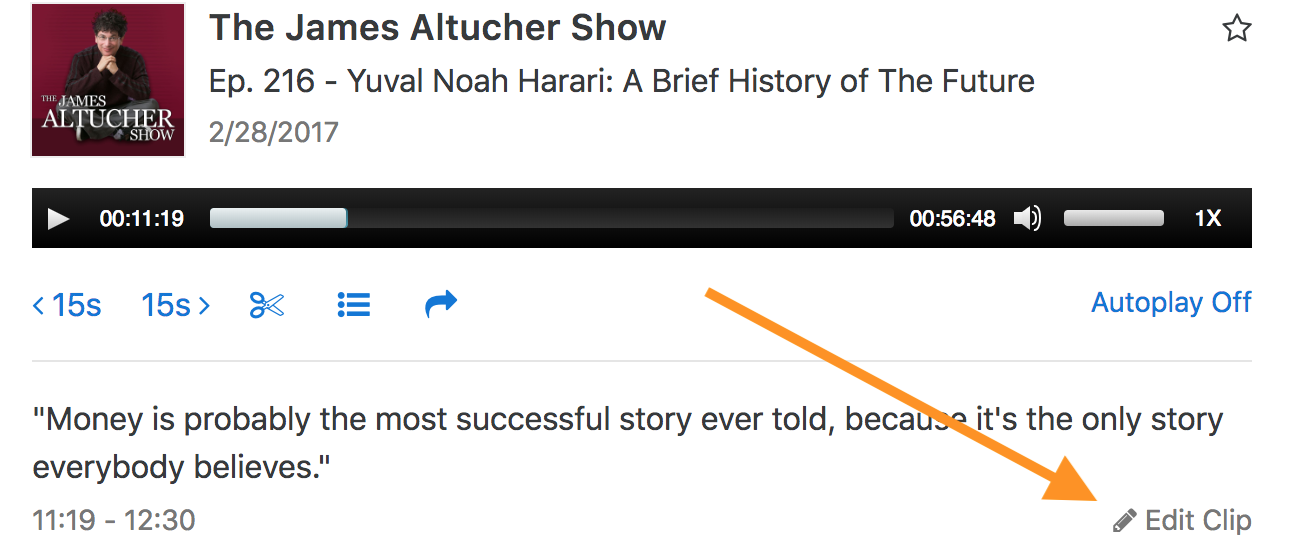 THE JAMES
ALTUCHER
SHOW
The James Altucher Show
Ep. 216 - Yuval Noah Harari: A Brief History of The Future
2/28/2017
00:11:19 00:56:48 1X
< 15s 15s > Autoplay Off
"Money is probably the most successful story ever told, because it's the only story
everybody believes."
11:19 - 12:30 Edit Clip